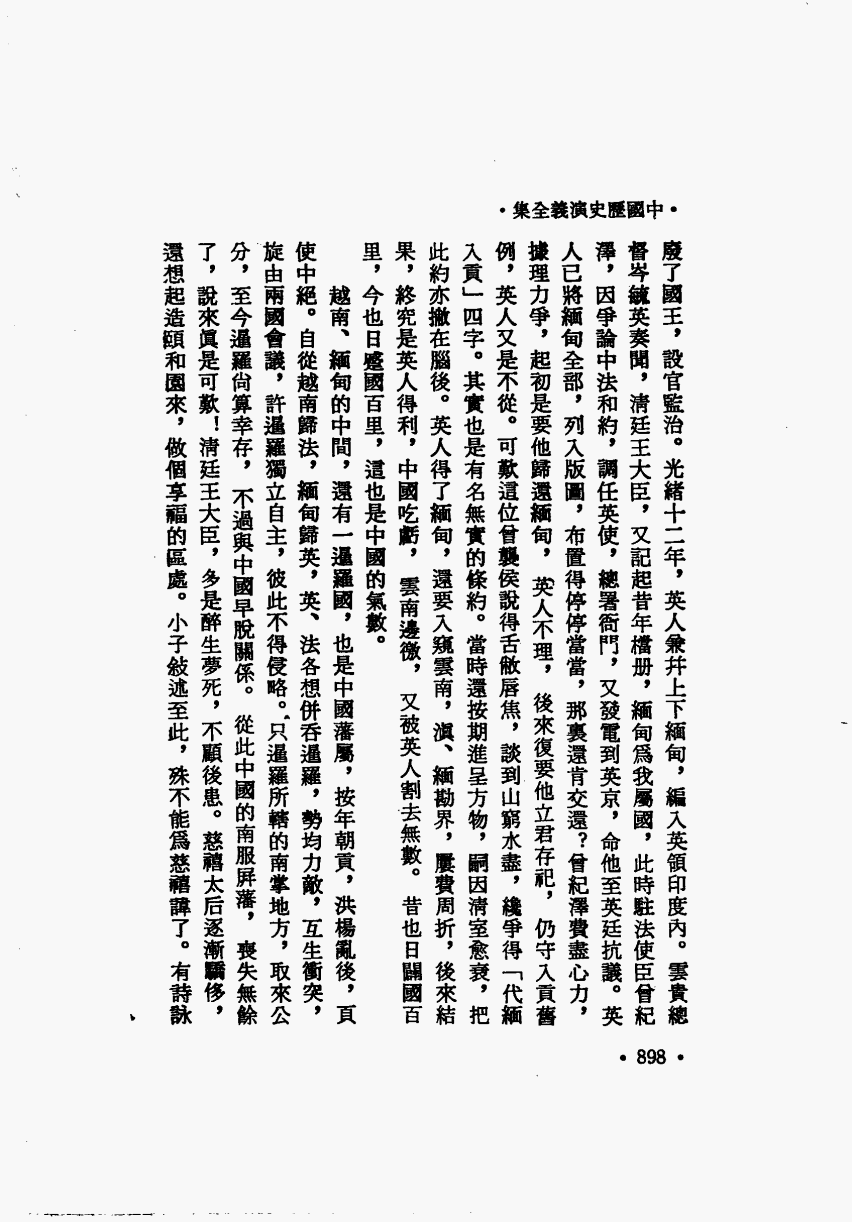 •中國歷史演義全集•
廢了國王，設官監治。光緒十二年，英人兼幷上下緬甸，編入英領印度內。雲貴總
督岑毓英奏聞，清廷王大臣，又記起昔年檔册，緬甸爲我屬國，此時駐法使臣曾紀
澤，因爭論中法和約，調任英使，總署衙門，又發電到英京，命他至英廷抗議。英
人已將緬甸全部，列入版圖，布置得停停當當，那裏還肯交還？曾紀澤費盡心力，
據理力爭，起初是要他歸還緬甸，英人不理，後來復要他立君存祀，仍守入貢舊
例，英人又是不從。可歎這位曾襲侯說得舌敝唇焦，談到山窮水盡，纔爭得「代緬
入貢」四字。其實也是有名無實的條約。當時還按期進呈方物，嗣因清室愈衰，把
此約亦撤在腦後。英人得了緬甸，還要入窺雲南，滇、緬勘界，屢費周折，後來結
果，終究是英人得利，中國吃虧，雲南邊徼，又被英人割去無數。昔也日闢國百
里，今也日蹙國百里，這也是中國的氣數。
越南、緬甸的中間，還有一暹羅國，也是中國藩屬，按年朝貢，洪楊亂後，頁
使中絕。自從越南歸法，緬甸歸英，英、法各想併吞暹羅，勢均力敵，互生衝突，
旋由兩國會議，許暹羅獨立自主，彼此不得侵略。只暹羅所轄的南掌地方，取來公
分，至今暹羅尙算幸存，不過與中國早脫關係。從此中國的南服屏藩，喪失無餘
了，說來眞是可歎！清廷王大臣，多是醉生夢死，不顧後患。慈禧太后逐漸驕侈，
還想起造頤和園來，做個享福的區處。小子敍述至此，殊不能爲慈禧諱了。有詩詠
•898•